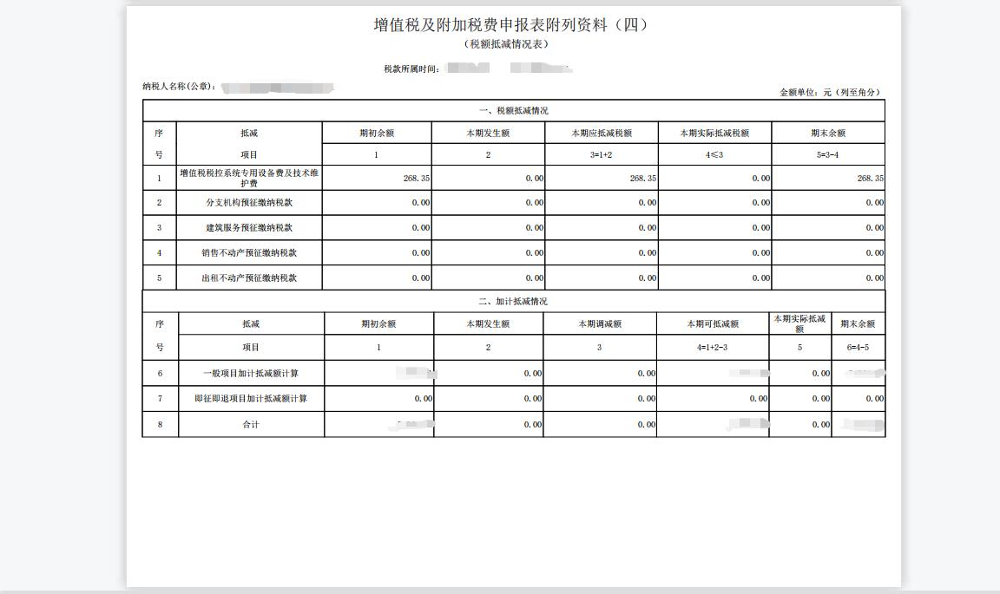 增值税及附加税费申报表附列资料（四）
（税额抵减情况表）
税款所属时间：
纳税人名称(公章)：
金额单位：元（列至角分）
一、税额抵减情况
序 抵减 期初余额 本期发生额 本期应抵减税额 本期实际抵减税额 期末余额
号 项目 1 2 3=1+2 4≤3 5=3-4
1 增值税税控系统专用设备费及技术维 268.35 0.00 268.35 0.00 268.35
护费
2 分支机构预征缴纳税款 0.00 0.00 0.00 0.00 0.00
3 建筑服务预征缴纳税款 0.00 0.00 0.00 0.00 0.00
4 销售不动产预征缴纳税款 0.00 0.00 0.00 0.00 0.00
5 出租不动产预征缴纳税款 0.00 0.00 0.00 0.00 0.00
二、加计抵减情况
序 抵减 期初余额 本期发生额 本期调减额 本期可抵减额 本期实际抵减 期末余额
额
号 项目 1 2 3 4=1+2-3 5 6=4-5
6 一般项目加计抵减额计算 0.00 0.00 0.00
7 即征即退项目加计抵减额计算 0.00 0.00 0.00 0.00 0.00 0.00
8 合计 0.00 0.00 0.00